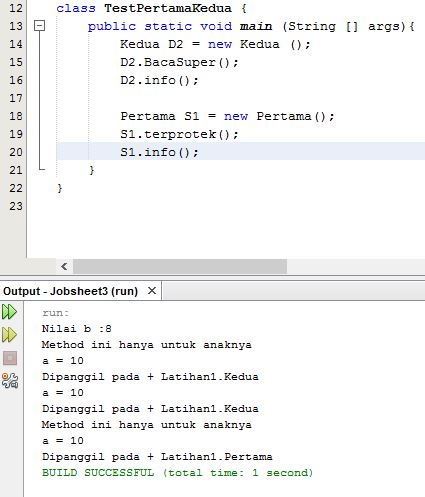 12 class TestPertamaKedua {
13 public static void main (String [] args){
14 Kedua D2 = new Kedua ();
15 D2.BacaSuper();
16 D2.info();
17
18 Pertama S1 = new Pertama();
19 S1.terprotek();
20 S1.info();
21 }
22 }
23
Output - Jobsheet3 (run) ×
run:
Nilai b :8
Method ini hanya untuk anaknya
a = 10
Dipanggil pada + Latihan1.Kedua
a = 10
Dipanggil pada + Latihan1.Kedua
Method ini hanya untuk anaknya
a = 10
Dipanggil pada + Latihan1.Pertama
BUILD SUCCESSFUL (total time: 1 second)